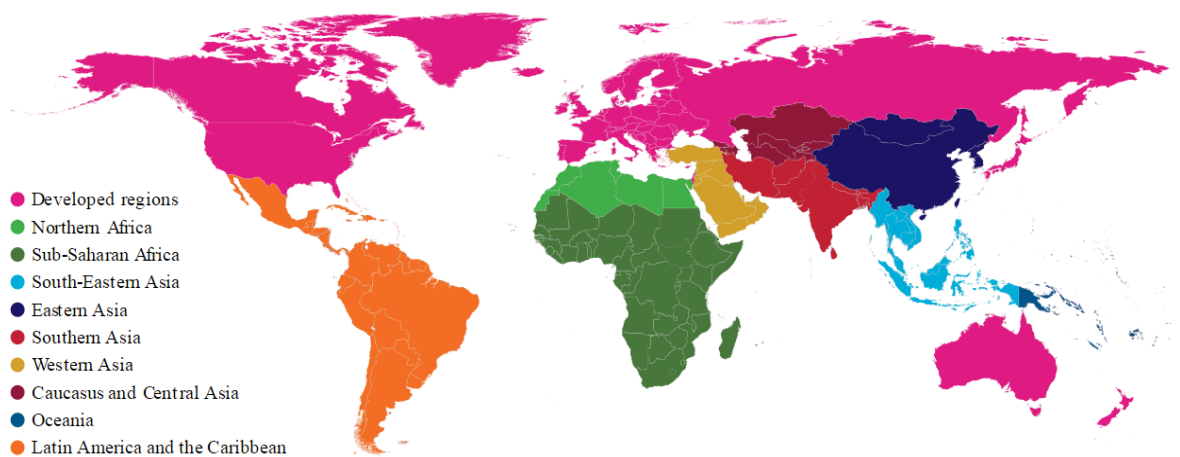 Developed regions
Northern Africa
Sub-Saharan Africa
South-Eastern Asia
Eastern Asia
Southern Asia
Western Asia
Caucasus and Central Asia
Oceania
Latin America and the Caribbean